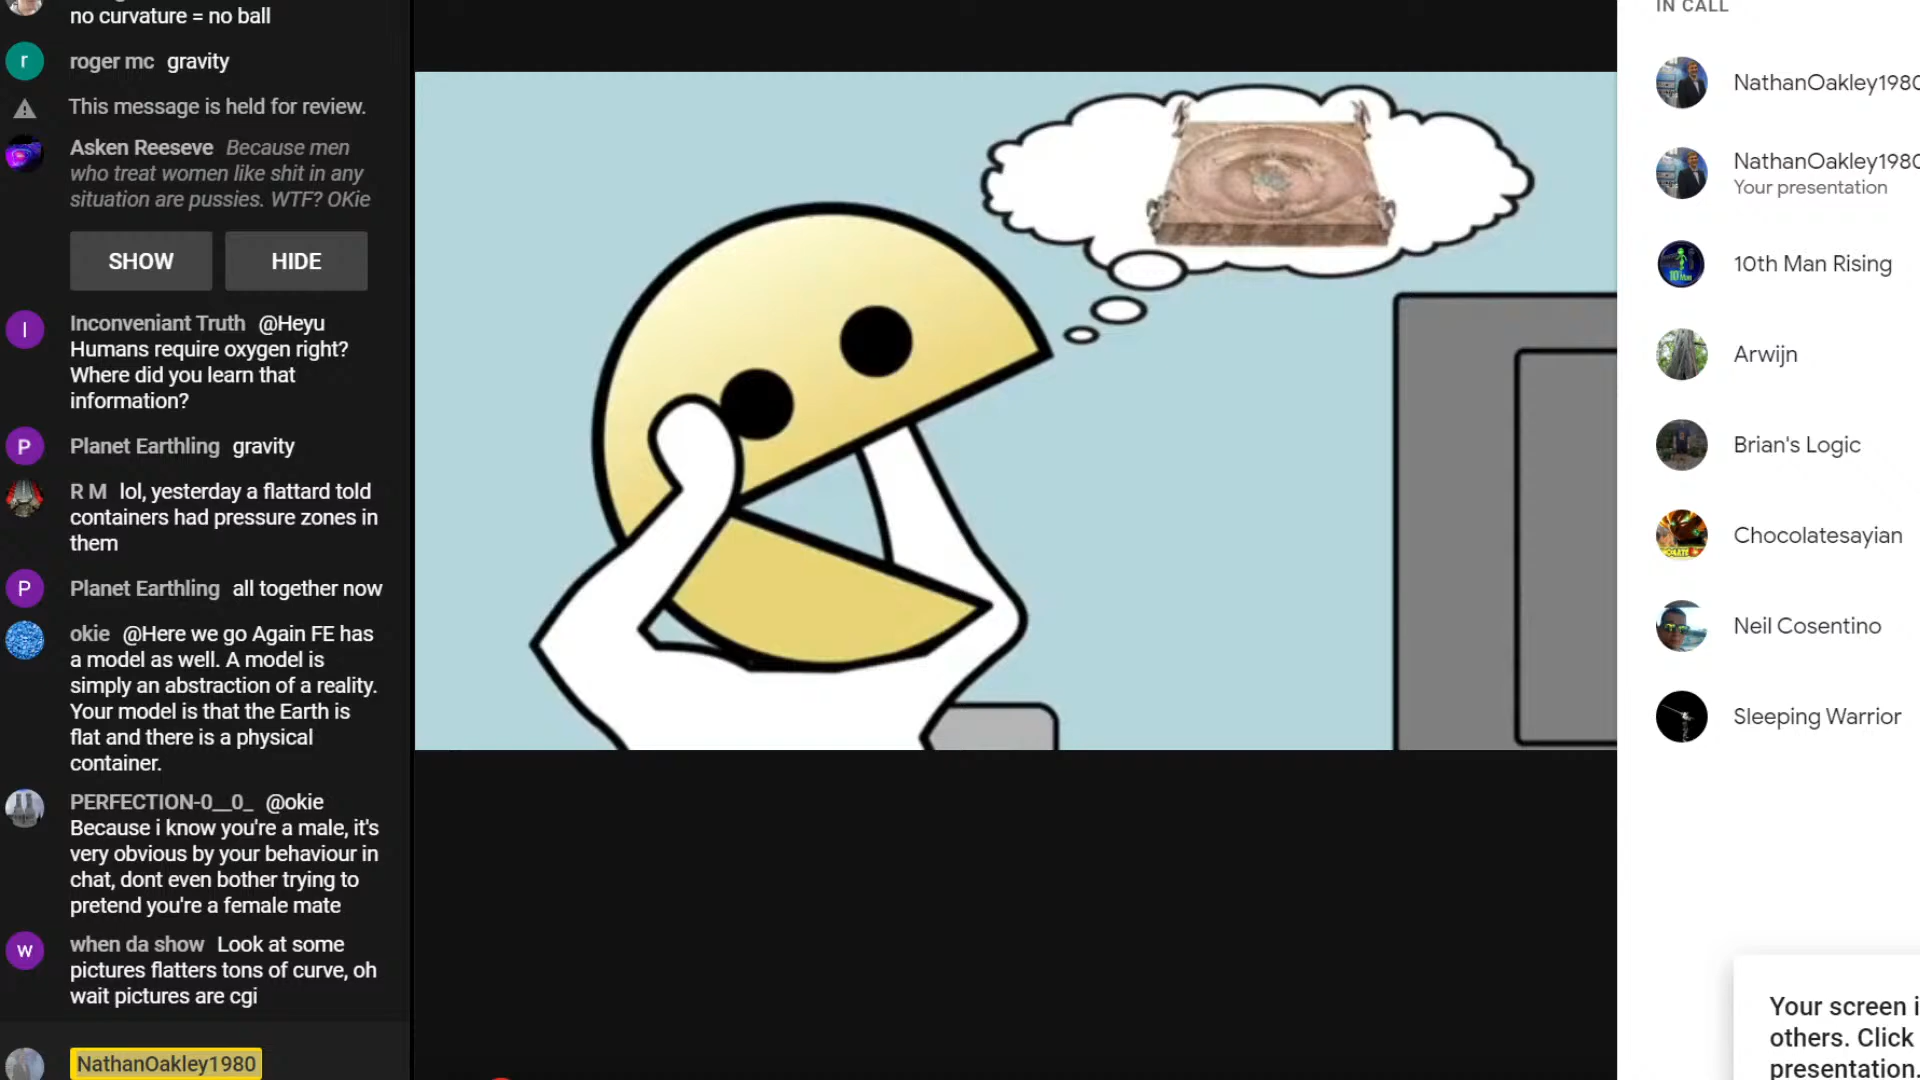 no curvature = no ball
roger mc gravity
This message is held for review.
Asken Reeseve Because men
who treat women like shit in any
situation are pussies. WTF? OKie
SHOW HIDE
Inconveniant Truth @Heyu
Humans require oxygen right?
Where did you learn that
information?
Planet Earthling gravity
R M lol, yesterday a flattard told
containers had pressure zones in
them
Planet Earthling all together now
okie @Here we go Again FE has
a model as well. A model is
simply an abstraction of a reality.
Your model is that the Earth is
flat and there is a physical
container.
PERFECTION-0__0_ @okie
Because i know you're a male, it's
very obvious by your behaviour in
chat, dont even bother trying to
pretend you're a female mate
when da show Look at some
pictures flatters tons of curve, oh
wait pictures are cgi
NathanOakley1980
IN CALL
NathanOakley1980
NathanOakley1980
Your presentation
10th Man Rising
Arwijn
Brian's Logic
Chocolatesayian
Neil Cosentino
Sleeping Warrior
Your screen i
others. Click
presentation.